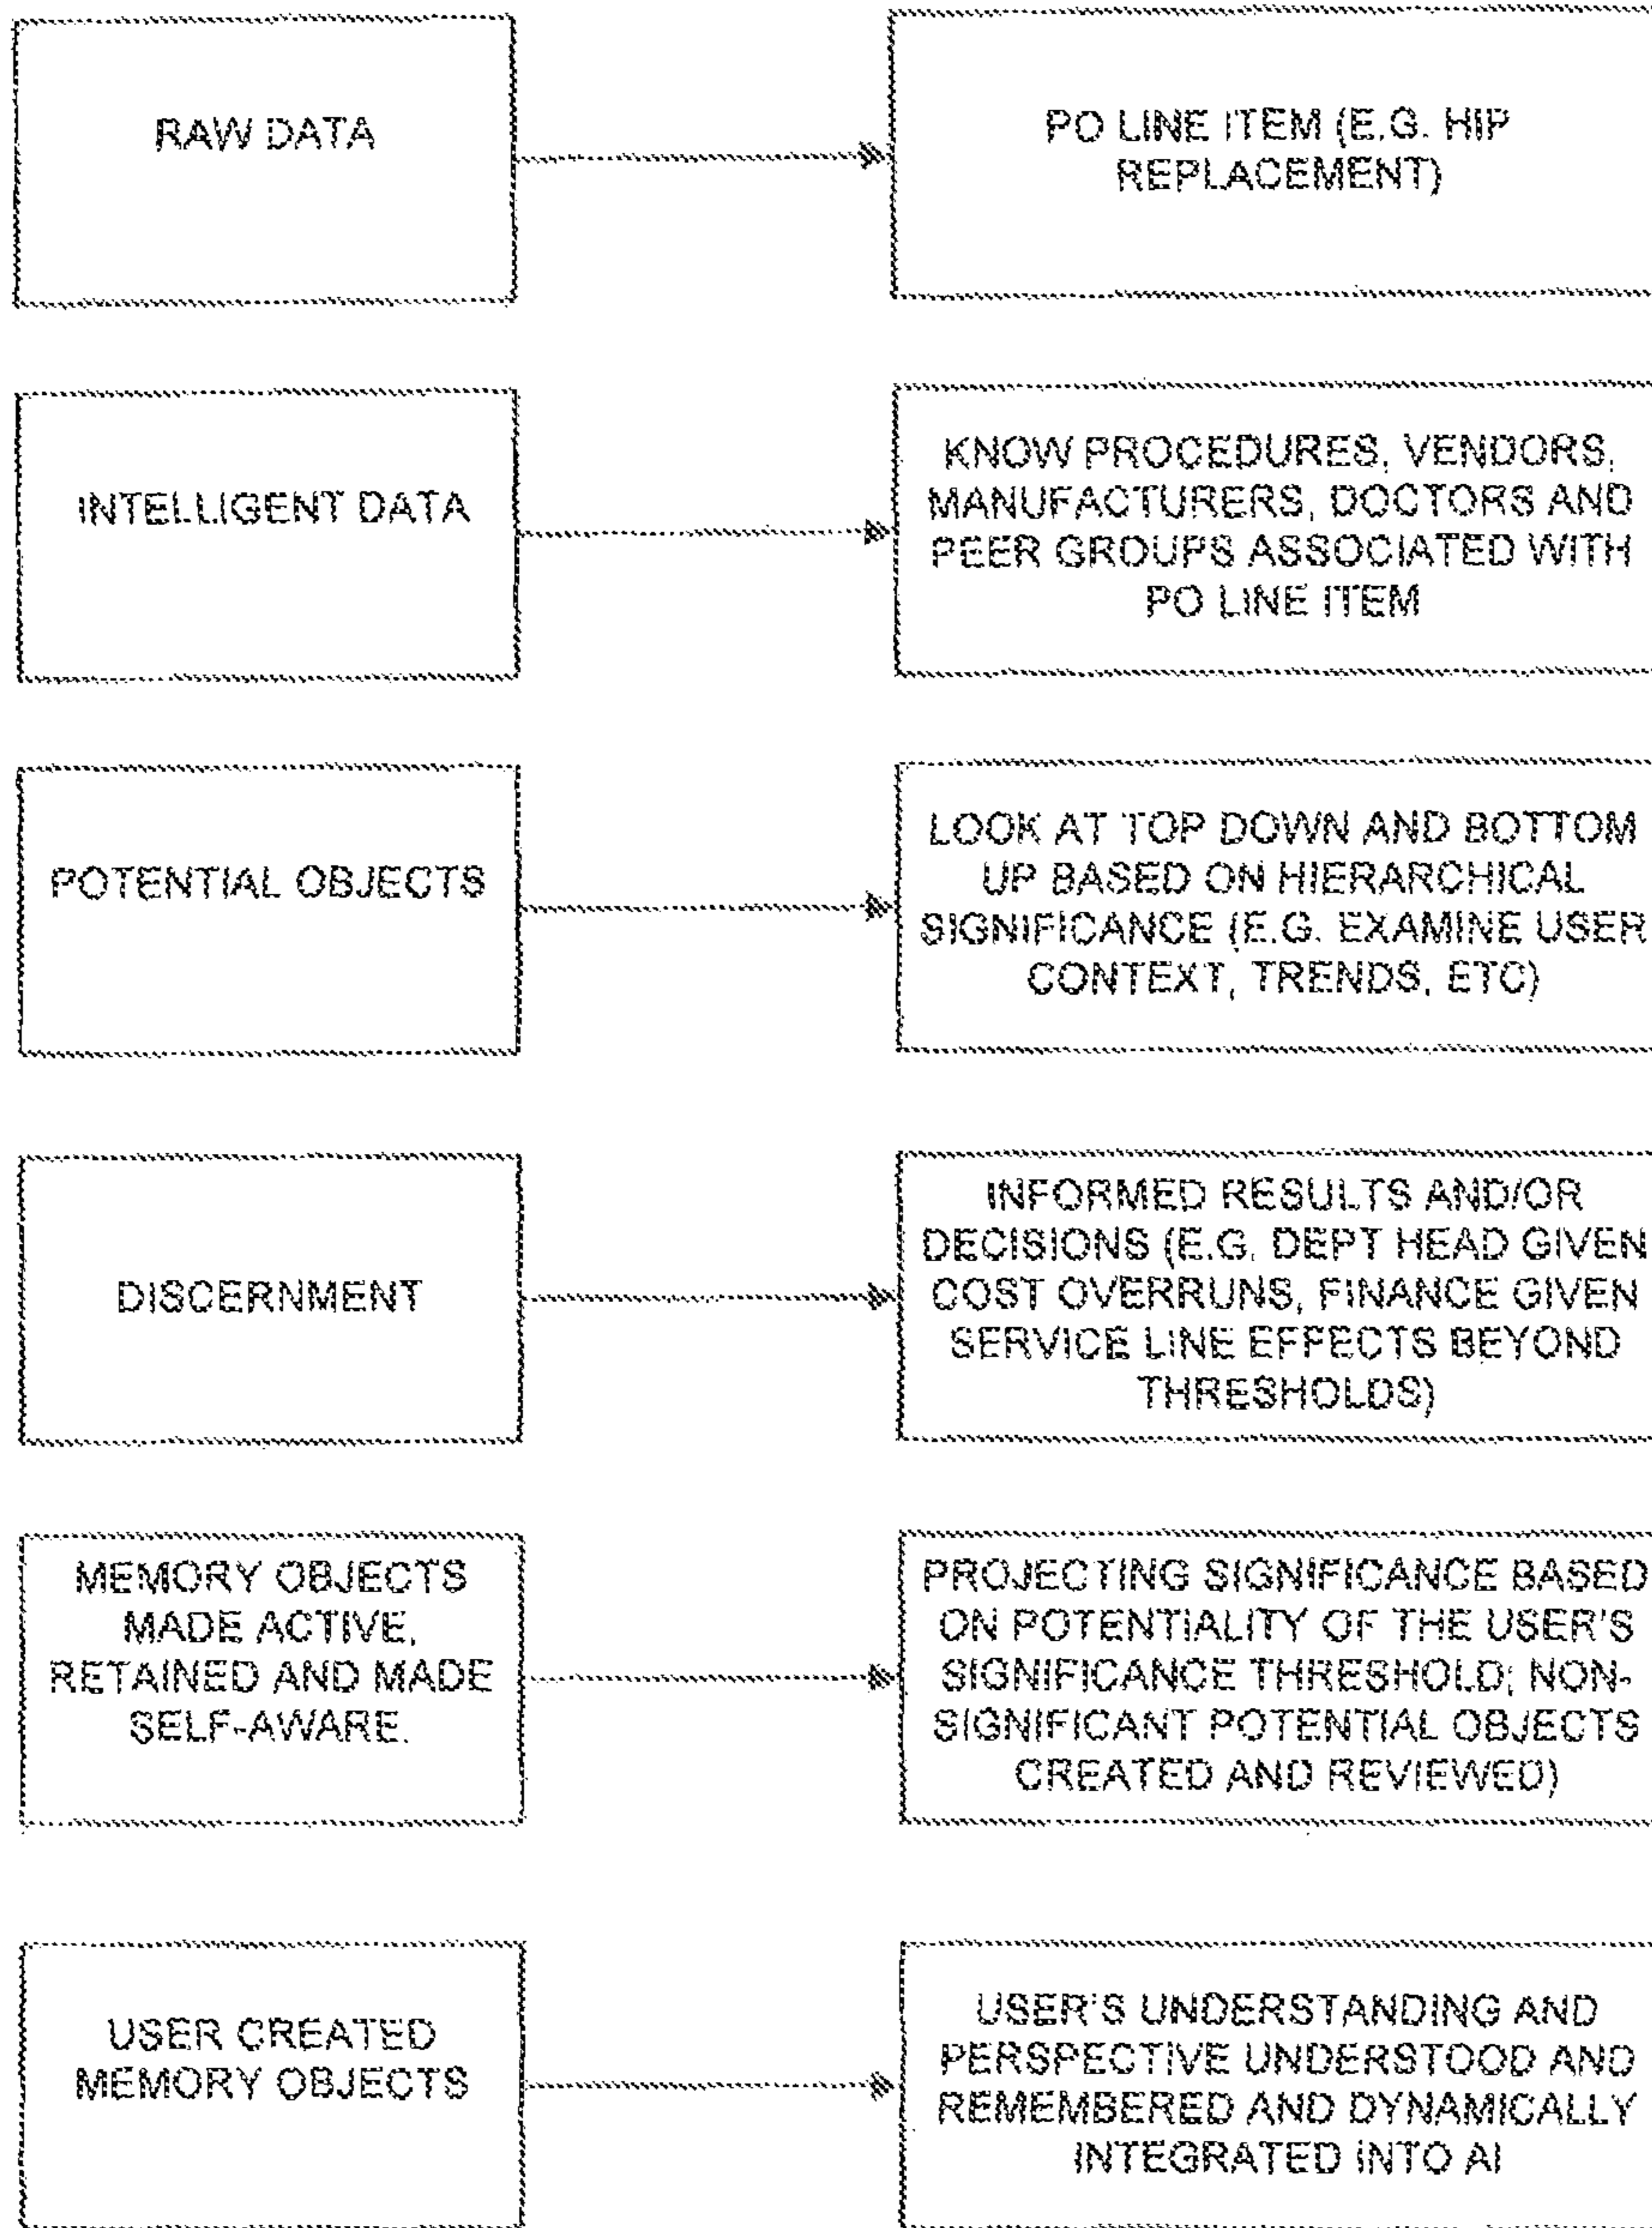 RAW DATA
PO LINE ITEM (E.G. HIP
REPLACEMENT)
INTELLIGENT DATA
KNOW PROCEDURES, VENDORS,
MANUFACTURERS, DOCTORS AND
PEER GROUPS ASSOCIATED WITH
PO LINE ITEM
POTENTIAL OBJECTS
LOOK AT TOP DOWN AND BOTTOM
UP BASED ON HIERARCHICAL
SIGNIFICANCE (E.G. EXAMINE USER
CONTEXT, TRENDS, ETC)
DISCERNMENT
INFORMED RESULTS AND/OR
DECISIONS (E.G. DEPT HEAD GIVEN
COST OVERRUNS, FINANCE GIVEN
SERVICE LINE EFFECTS BEYOND
THRESHOLDS)
MEMORY OBJECTS
MADE ACTIVE,
RETAINED AND MADE
SELF-AWARE.
PROJECTING SIGNIFICANCE BASED
ON POTENTIALITY OF THE USER'S
SIGNIFICANCE THRESHOLD; NON-
SIGNIFICANT POTENTIAL OBJECTS
CREATED AND REVIEWED)
USER CREATED
MEMORY OBJECTS
USER'S UNDERSTANDING AND
PERSPECTIVE UNDERSTOOD AND
REMEMBERED AND DYNAMICALLY
INTEGRATED INTO AI